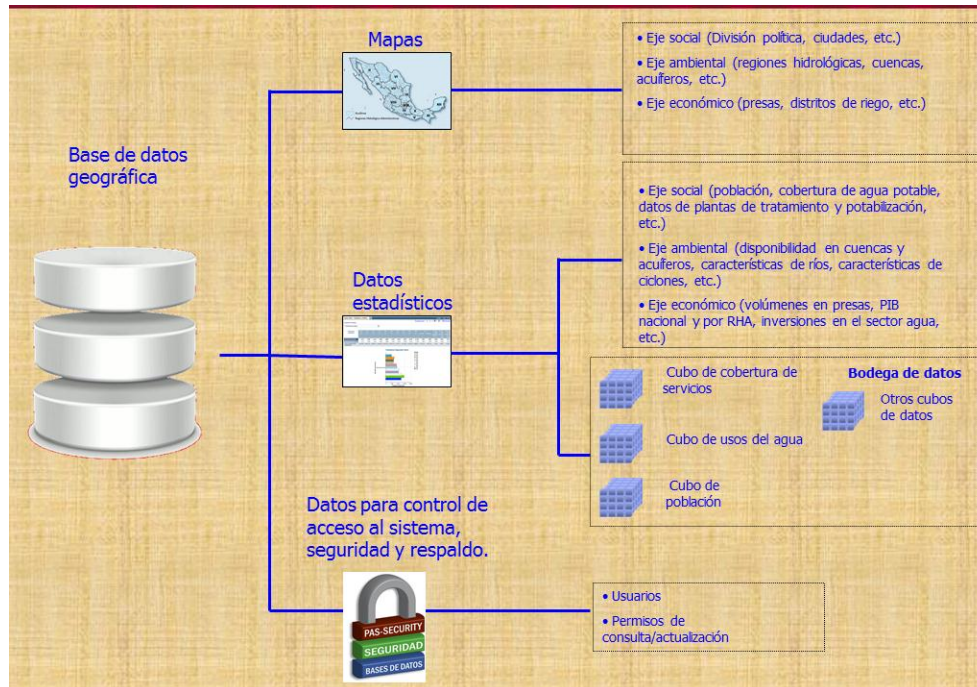 Mapas
• Eje social (División política, ciudades, etc.)
• Eje ambiental (regiones hidrológicas, cuencas,
acuíferos, etc.)
• Eje económico (presas, distritos de riego, etc.)
Base de datos
geográfica
• Eje social (población, cobertura de agua potable,
datos de plantas de tratamiento y potabilización,
etc.)
• Eje ambiental (disponibilidad en cuencas y
acuíferos, características de ríos, características de
ciclones, etc.)
• Eje económico (volúmenes en presas, PIB
nacional y por RHA, inversiones en el sector agua,
etc.)
Datos
estadísticos
Cubo de cobertura de
servicios
Cubo de usos del agua
Cubo de
población
Bodega de datos
Otros cubos
de datos
Datos para control de
acceso al sistema,
seguridad y respaldo.
PAS-SECURITY
SEGURIDAD
BASES DE DATOS
• Usuarios
• Permisos de
consulta/actualización